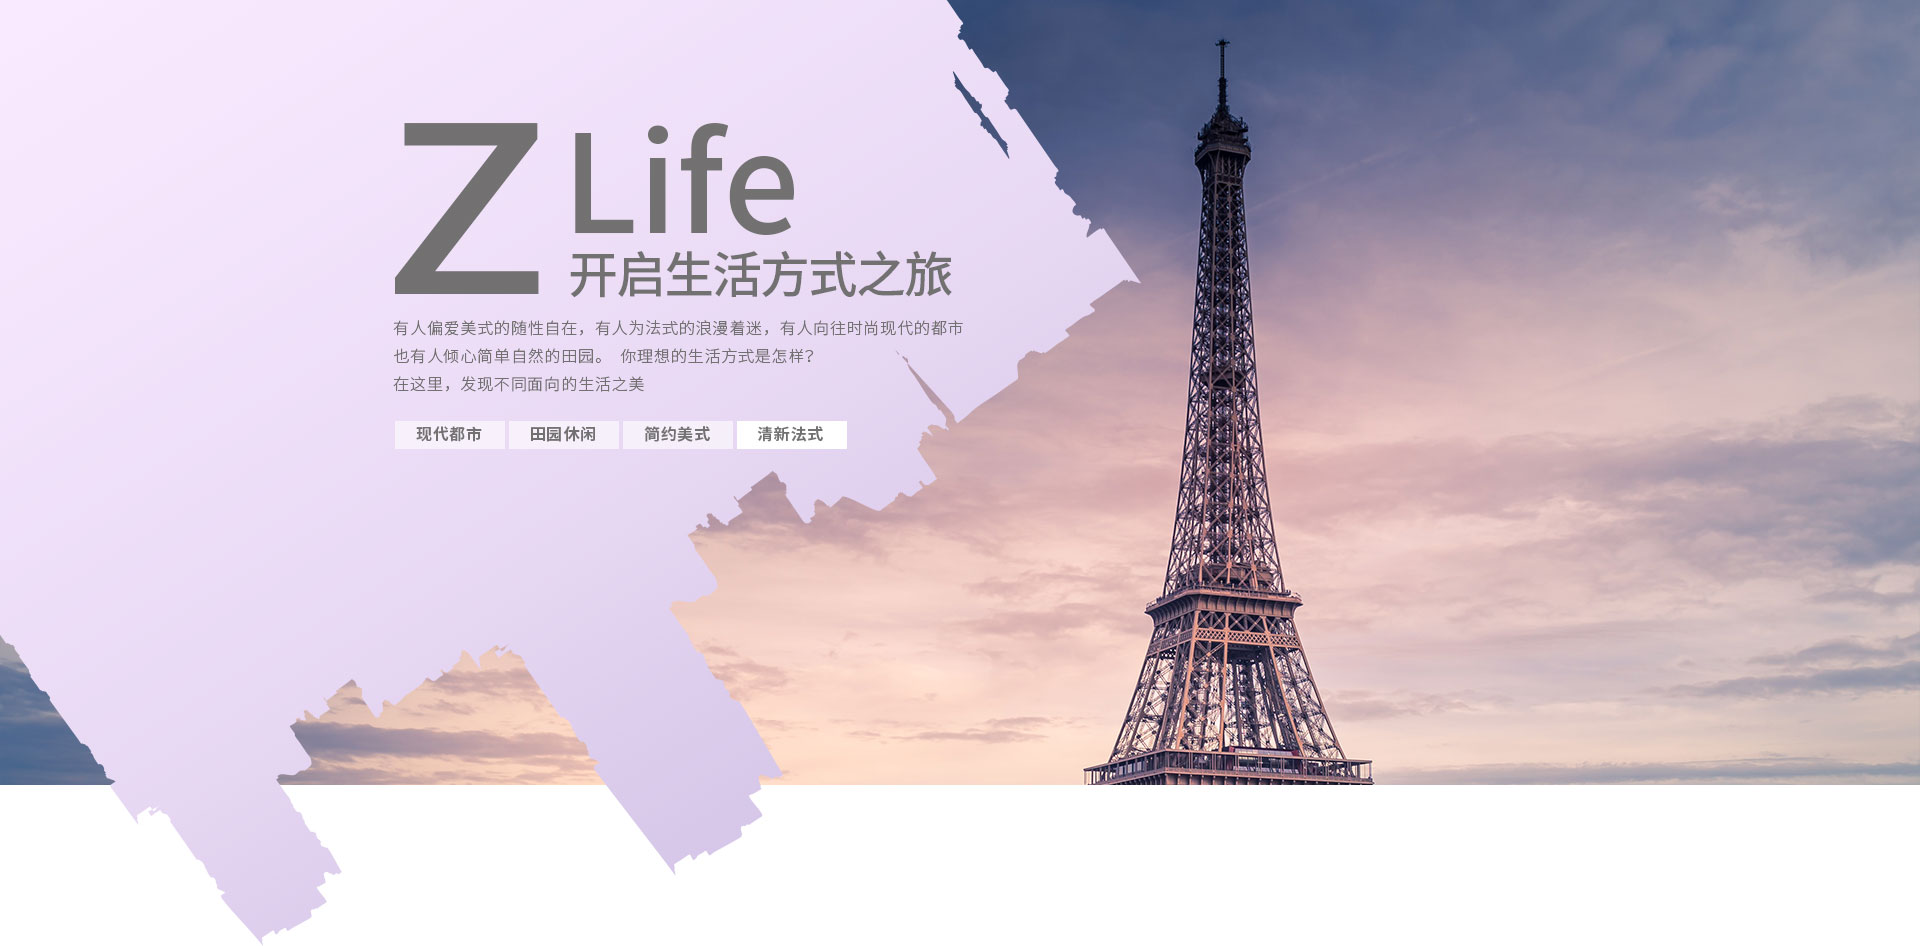 Z Life
开启生活方式之旅
有人偏爱美式的随性自在，有人为法式的浪漫着迷，有人向往时尚现代的都市
也有人倾心简单自然的田园。 你理想的生活方式是怎样？
在这里，发现不同面向的生活之美
现代都市 田园休闲 简约美式 清新法式